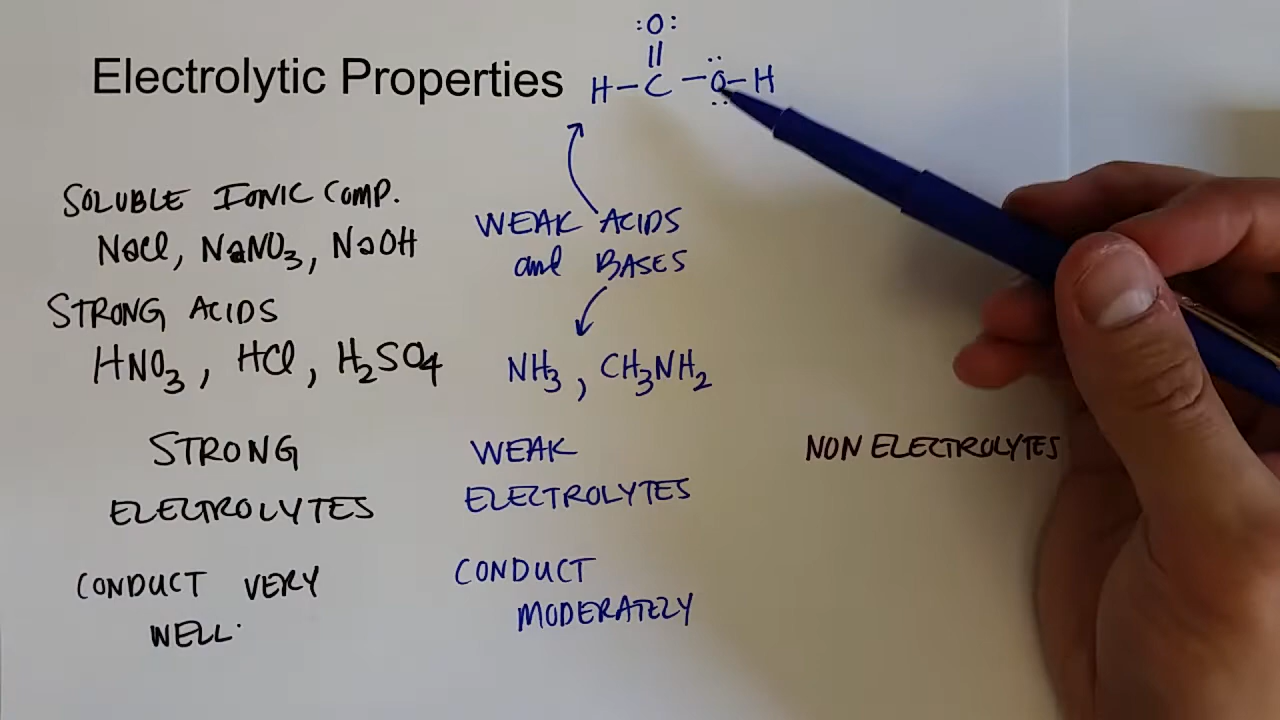 Electrolytic Properties
:O:
||
H-C-O-H
SOLUBLE IONIC COMP.
NaCl, NaNO3, NaOH
STRONG ACIDS
HNO3, HCl, H2SO4
STRONG
ELECTROLYTES
CONDUCT VERY
WELL.
WEAK ACIDS
and BASES
NH3, CH3NH2
WEAK
ELECTROLYTES
CONDUCT
MODERATELY
NON ELECTROLYTES